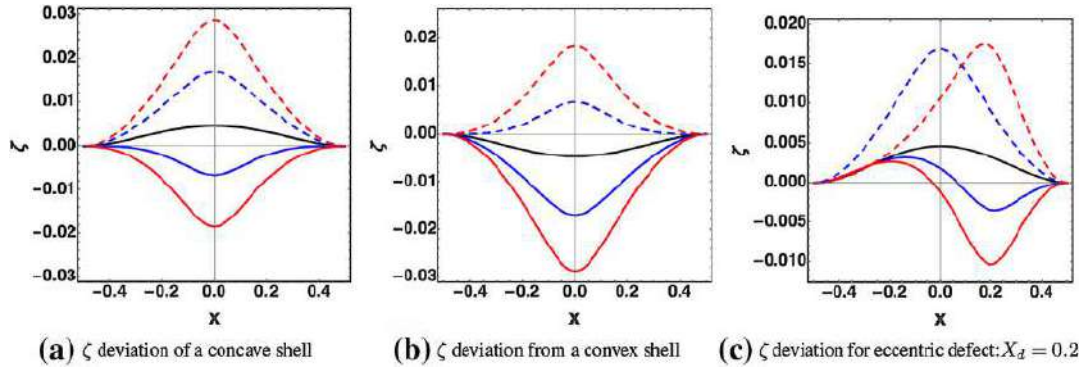 0.03
0.02
0.01
0.00
−0.01
−0.02
−0.03
ζ
−0.4 −0.2 0.0 0.2 0.4
X
(a) ζ deviation of a concave shell
0.02
0.01
0.00
−0.01
−0.02
−0.03
ζ
−0.4 −0.2 0.0 0.2 0.4
X
(b) ζ deviation from a convex shell
0.020
0.015
0.010
0.005
0.000
−0.005
−0.010
ζ
−0.4 −0.2 0.0 0.2 0.4
X
(c) ζ deviation for eccentric defect:X_d = 0.2